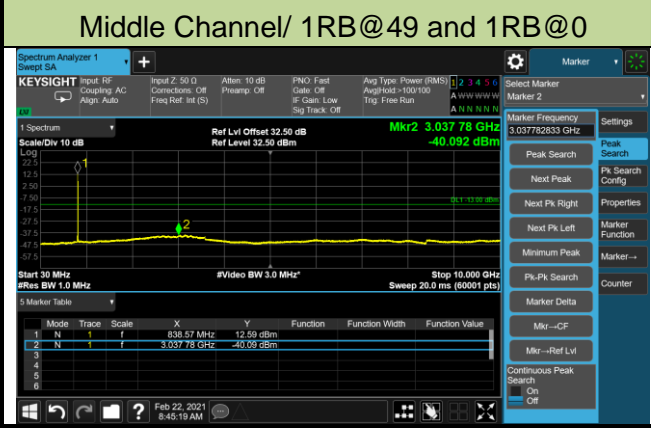 Middle Channel/ 1RB@49 and 1RB@0
Spectrum Analyzer 1
Swept SA
+
Marker
KEYSIGHT
Input: RF
Coupling: AC
Align: Auto
Input Z: 50 Ω
Corrections: Off
Freq Ref: Int (S)
Atten: 10 dB
Preamp: Off
PNO: Fast
Gate: Off
IF Gain: Low
Sig Track: Off
Avg Type: Power (RMS)
Avg|Hold:>100/100
Trig: Free Run
1 2 3 4 5 6
A W W W W W
A N N N N N
Select Marker
Marker 2
1 Spectrum
Scale/Div 10 dB
Log
Ref Lvl Offset 32.50 dB
Ref Level 32.50 dBm
Mkr2 3.037 78 GHz
-40.092 dBm
22.5
12.5
2.50
-7.50
-17.5
-27.5
-37.5
-47.5
-57.5
1
2
DL1 -13.00 dBm
Start 30 MHz
#Res BW 1.0 MHz
#Video BW 3.0 MHz*
Stop 10.000 GHz
Sweep 20.0 ms (60001 pts)
5 Marker Table
Mode Trace Scale X Y Function Function Width Function Value
1 N 1 f 838.57 MHz 12.59 dBm
2 N 1 f 3.037 78 GHz -40.09 dBm
3
4
5
6
Marker Frequency
3.037782833 GHz
Peak Search
Next Peak
Next Pk Right
Next Pk Left
Minimum Peak
Pk-Pk Search
Marker Delta
Mkr→CF
Mkr→Ref Lvl
Continuous Peak Search
On
Off
Settings
Peak Search
Pk Search Config
Properties
Marker Function
Marker→
Counter
?
Feb 22, 2021
8:45:19 AM